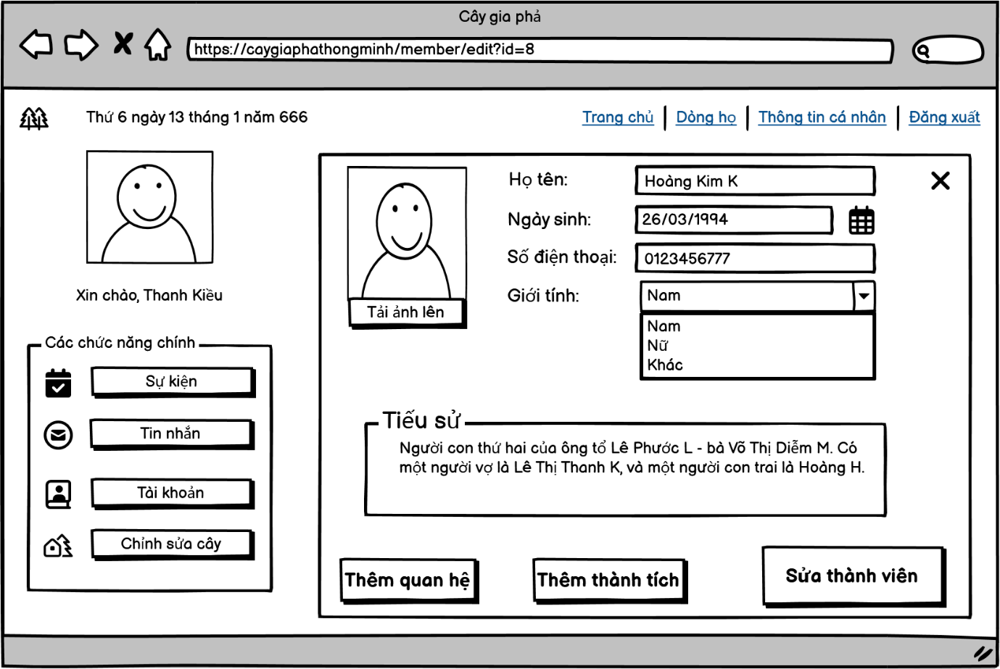 Cây gia phả
https://caygiaphathongminh/member/edit?id=8
Thứ 6 ngày 13 tháng 1 năm 666
Trang chủ
Dòng họ
Thông tin cá nhân
Đăng xuất
Xin chào, Thanh Kiều
Các chức năng chính
Sự kiện
Tin nhắn
Tài khoản
Chỉnh sửa cây
Tải ảnh lên
Họ tên:
Hoàng Kim K
Ngày sinh:
26/03/1994
Số điện thoại:
0123456777
Giới tính:
Nam
Nam
Nữ
Khác
Tiếu sử
Người con thứ hai của ông tổ Lê Phước L - bà Võ Thị Diễm M. Có
một người vợ là Lê Thị Thanh K, và một người con trai là Hoàng H.
Thêm quan hệ
Thêm thành tích
Sửa thành viên